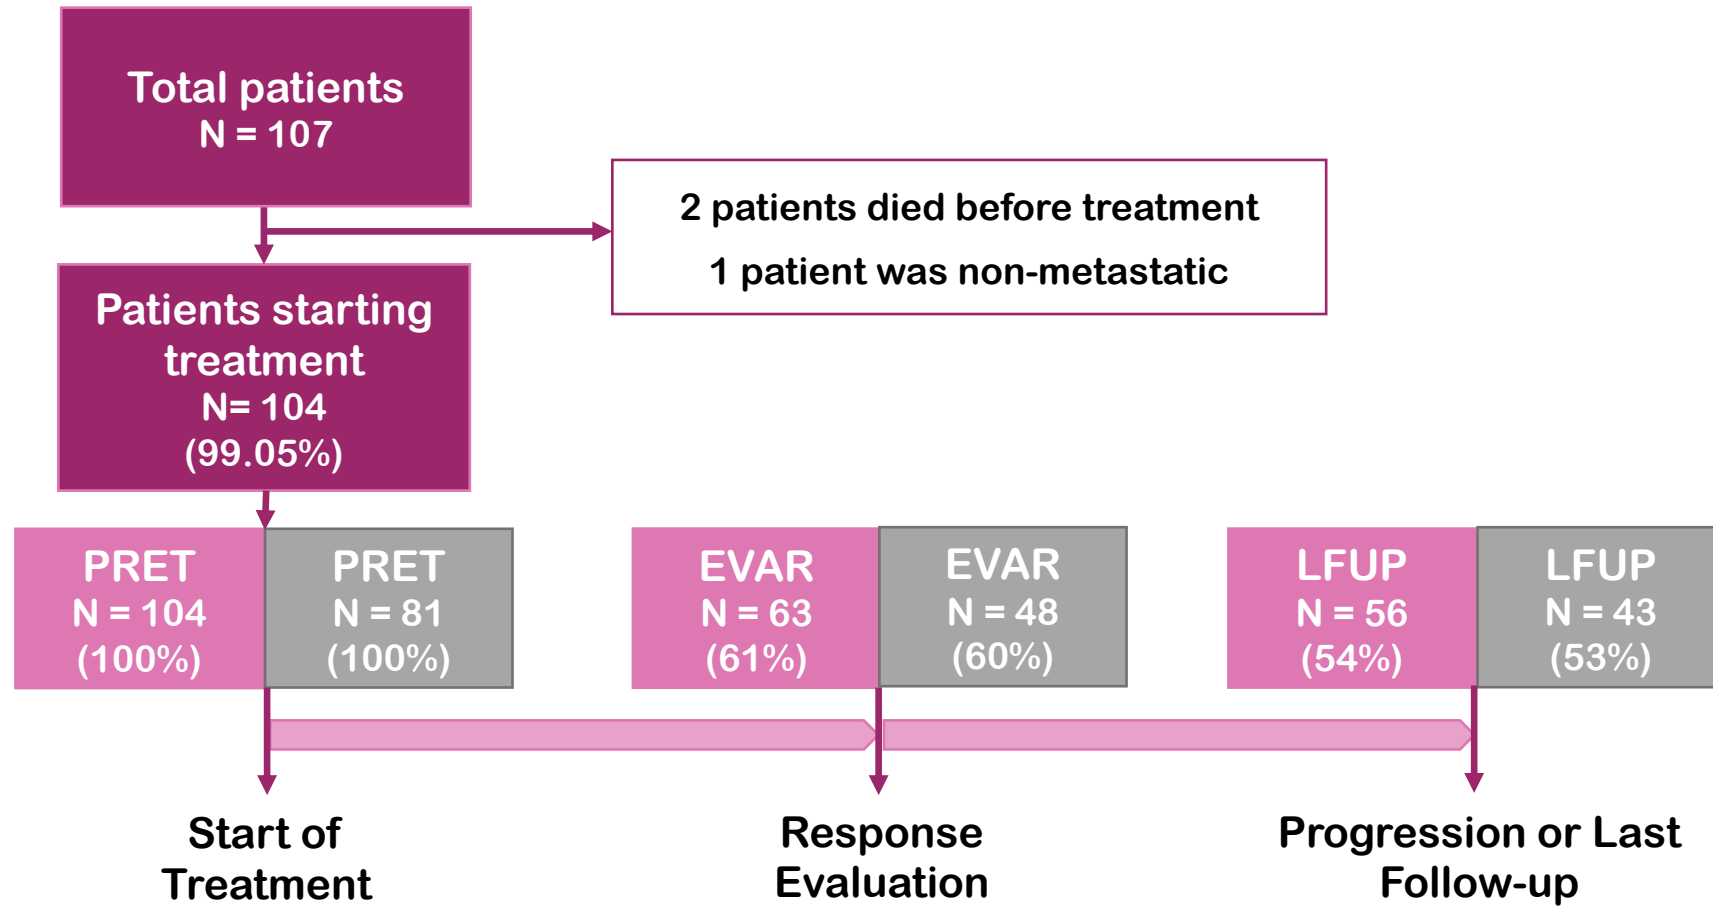 Total patients
N = 107
2 patients died before treatment
1 patient was non-metastatic
Patients starting
treatment
N= 104
(99.05%)
PRET
N = 104
(100%)
PRET
N = 81
(100%)
EVAR
N = 63
(61%)
EVAR
N = 48
(60%)
LFUP
N = 56
(54%)
LFUP
N = 43
(53%)
Start of
Treatment
Response
Evaluation
Progression or Last
Follow-up